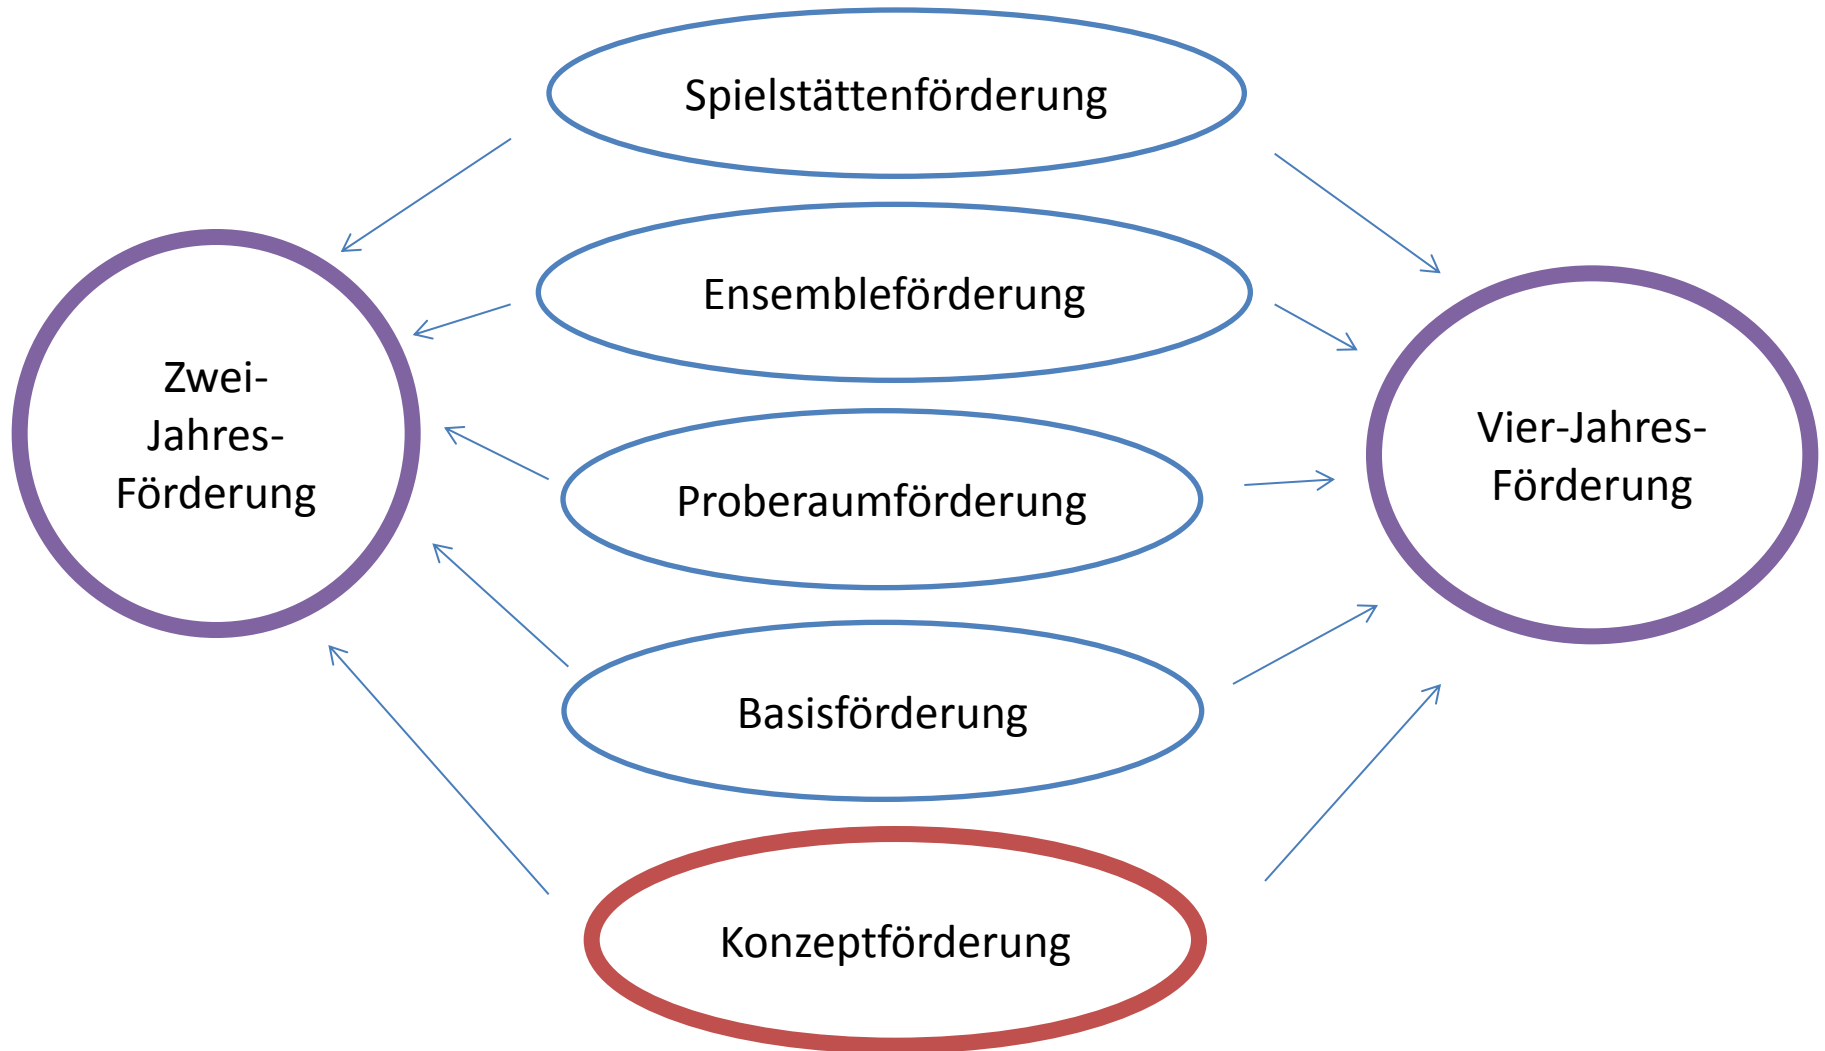 Spielstättenförderung
Ensembleförderung
Zwei-
Jahres-
Förderung
Vier-Jahres-
Förderung
Proberaumförderung
Basisförderung
Konzeptförderung